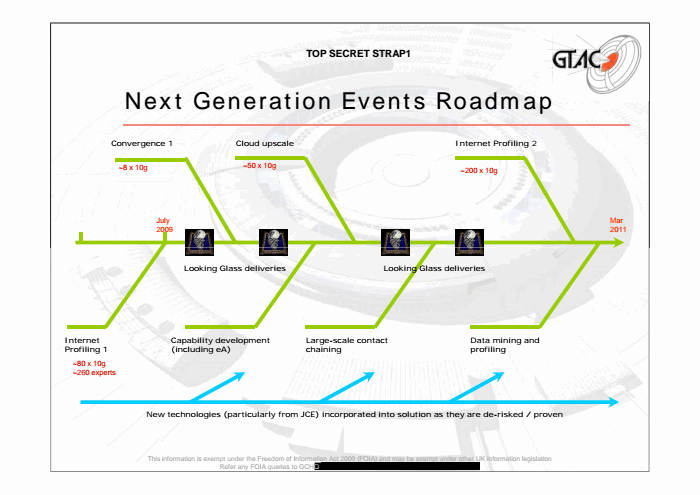 TOP SECRET STRAP1
GTAC
Next Generation Events Roadmap
Convergence 1
Cloud upscale
Internet Profiling 2
~8 x 10g
~50 x 10g
~200 x 10g
July
2009
Mar
2011
Looking Glass deliveries
Looking Glass deliveries
Internet
Profiling 1
Capability development
(including eA)
Large-scale contact
chaining
Data mining and
profiling
~80 x 10g
~260 experts
New technologies (particularly from JCE) incorporated into solution as they are de-risked / proven
This information is exempt under the Freedom of Information Act 2000 (FOIA) and may be exempt under other UK information legislation
Refer any FOIA queries to GCHQ